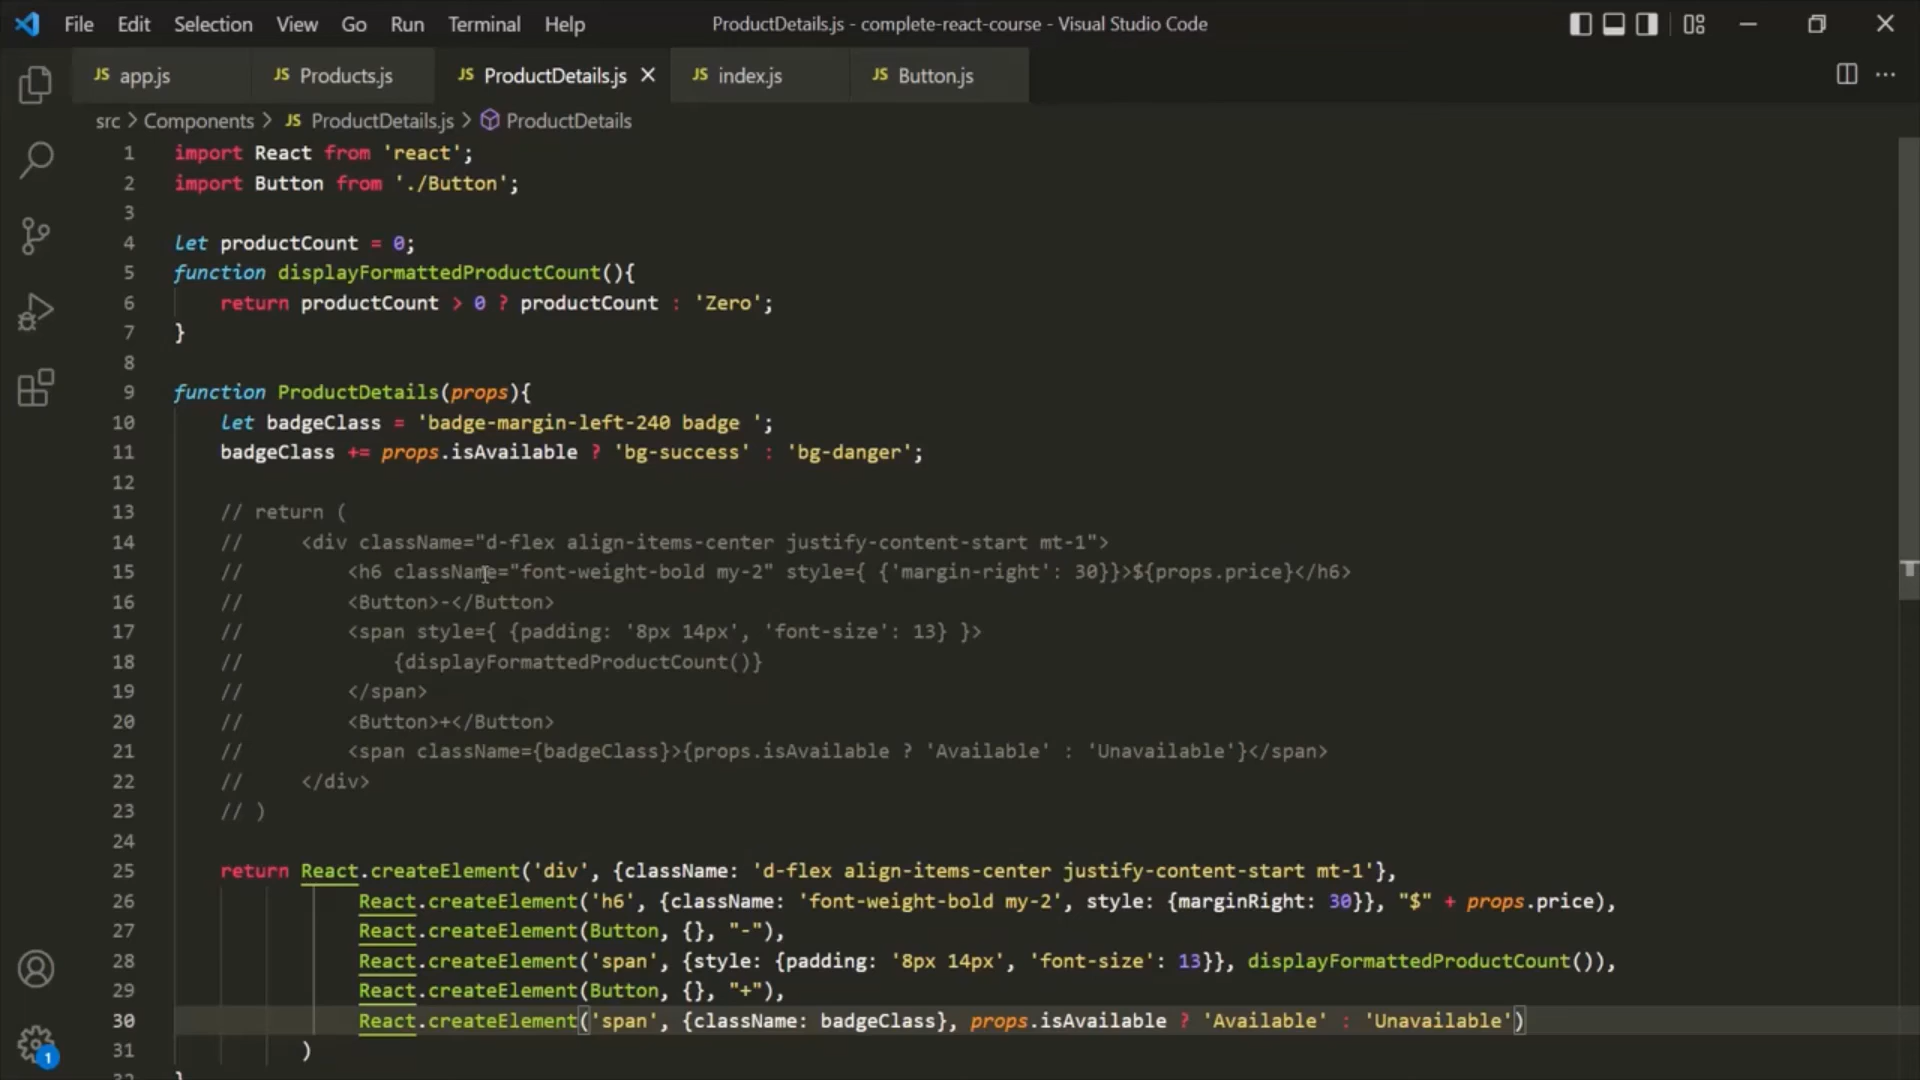 File Edit Selection View Go Run Terminal Help ProductDetails.js - complete-react-course - Visual Studio Code
JS app.js JS Products.js JS ProductDetails.js JS index.js JS Button.js
src > Components > JS ProductDetails.js > ProductDetails
1 import React from 'react';
2 import Button from './Button';
3
4 let productCount = 0;
5 function displayFormattedProductCount(){
6 return productCount > 0 ? productCount : 'Zero';
7 }
8
9 function ProductDetails(props){
10 let badgeClass = 'badge-margin-left-240 badge ';
11 badgeClass += props.isAvailable ? 'bg-success' : 'bg-danger';
12
13 // return (
14 // <div className="d-flex align-items-center justify-content-start mt-1">
15 // <h6 className="font-weight-bold my-2" style={ {'margin-right': 30}}>${props.price}</h6>
16 // <Button>-</Button>
17 // <span style={ {padding: '8px 14px', 'font-size': 13} }>
18 // {displayFormattedProductCount()}
19 // </span>
20 // <Button>+</Button>
21 // <span className={badgeClass}>{props.isAvailable ? 'Available' : 'Unavailable'}</span>
22 // </div>
23 // )
24
25 return React.createElement('div', {className: 'd-flex align-items-center justify-content-start mt-1'},
26 React.createElement('h6', {className: 'font-weight-bold my-2', style: {marginRight: 30}}, "$" + props.price),
27 React.createElement(Button, {}, "-"),
28 React.createElement('span', {style: {padding: '8px 14px', 'font-size': 13}}, displayFormattedProductCount()),
29 React.createElement(Button, {}, "+"),
30 React.createElement('span', {className: badgeClass}, props.isAvailable ? 'Available' : 'Unavailable')
31 )
32 }
1